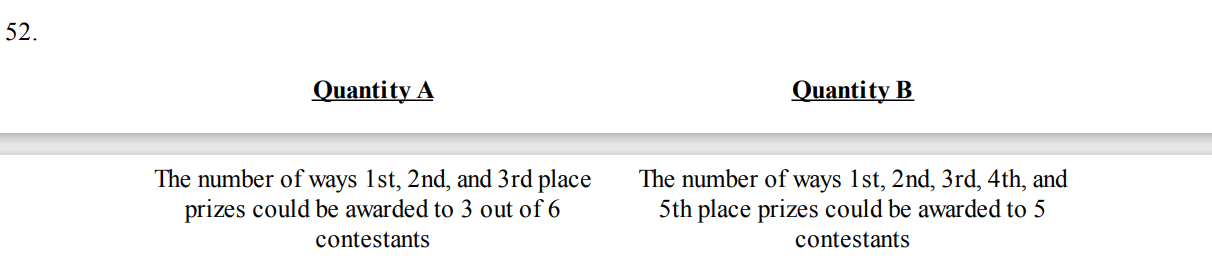 52.
Quantity A Quantity B
The number of ways 1st, 2nd, and 3rd place
prizes could be awarded to 3 out of 6
contestants
The number of ways 1st, 2nd, 3rd, 4th, and
5th place prizes could be awarded to 5
contestants